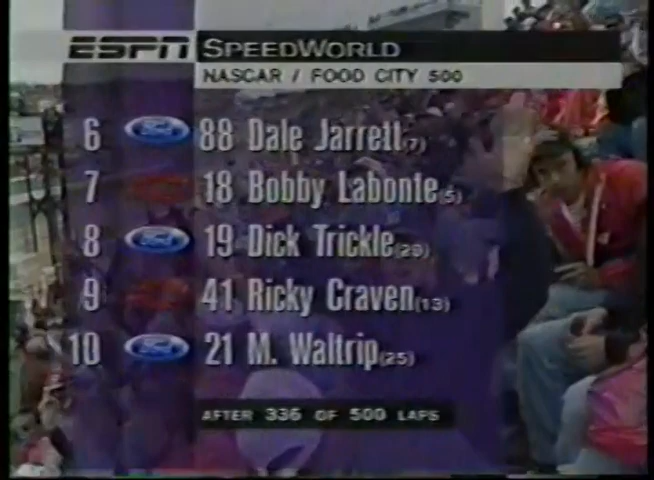 ESPN SPEEDWORLD
NASCAR / FOOD CITY 500
6 Ford 88 Dale Jarrett(7)
7 18 Bobby Labonte(5)
8 Ford 19 Dick Trickle(29)
9 41 Ricky Craven(13)
10 Ford 21 M. Waltrip(25)
AFTER 336 OF 500 LAPS